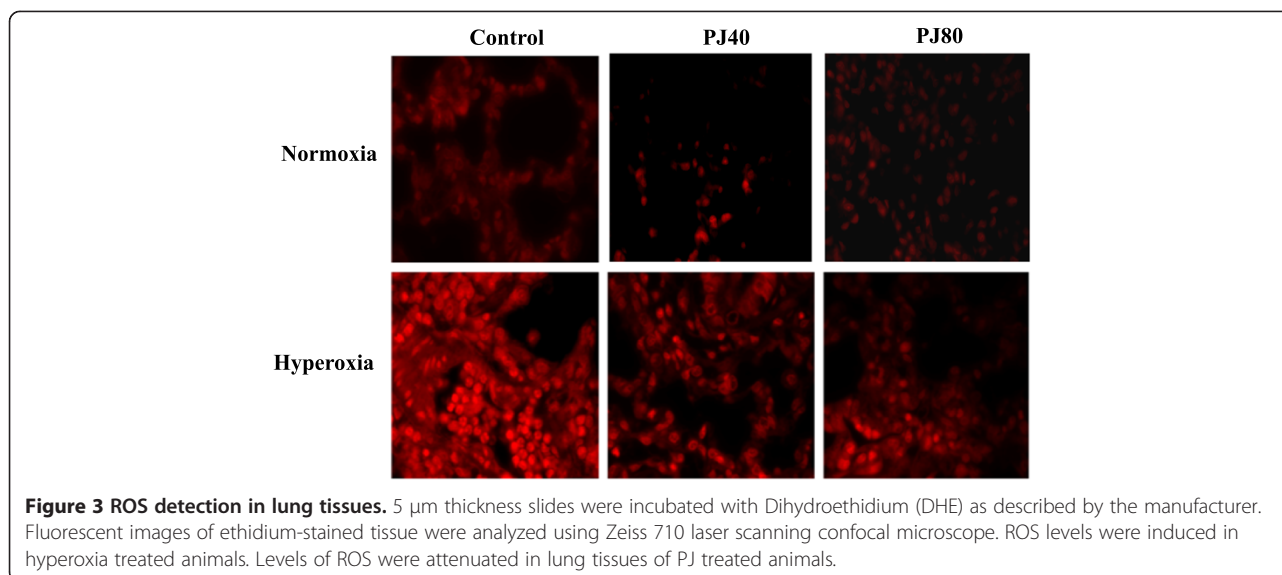 Control PJ40 PJ80
Normoxia
Hyperoxia
Figure 3 ROS detection in lung tissues. 5 μm thickness slides were incubated with Dihydroethidium (DHE) as described by the manufacturer.
Fluorescent images of ethidium-stained tissue were analyzed using Zeiss 710 laser scanning confocal microscope. ROS levels were induced in
hyperoxia treated animals. Levels of ROS were attenuated in lung tissues of PJ treated animals.